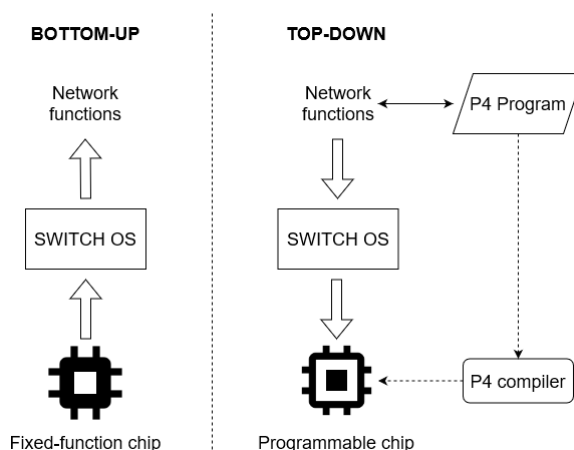 BOTTOM-UP
Network
functions
SWITCH OS
Fixed-function chip
TOP-DOWN
Network
functions
P4 Program
SWITCH OS
P4 compiler
Programmable chip